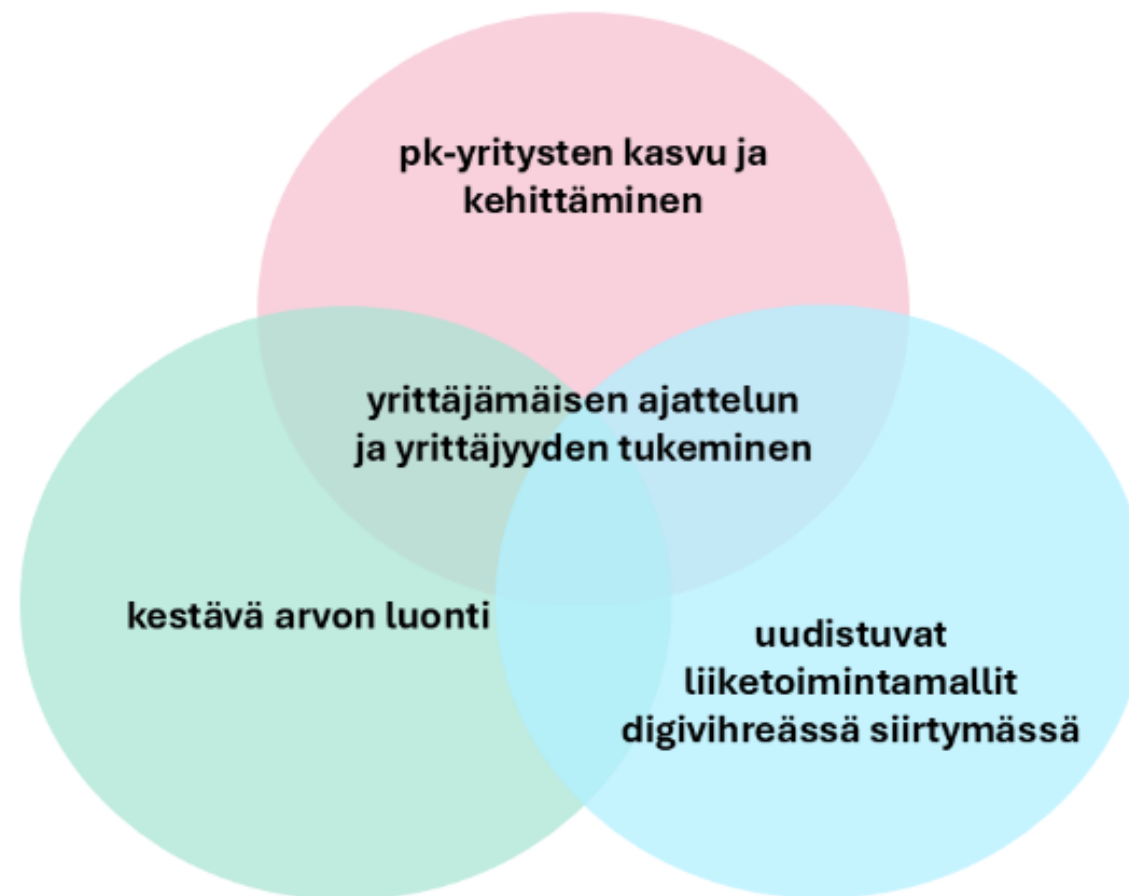 pk-yritysten kasvu ja
kehittäminen
yrittäjämäisen ajattelun
ja yrittäjyyden tukeminen
kestävä arvon luonti
uudistuvat
liiketoimintamallit
digivihreässä siirtymässä